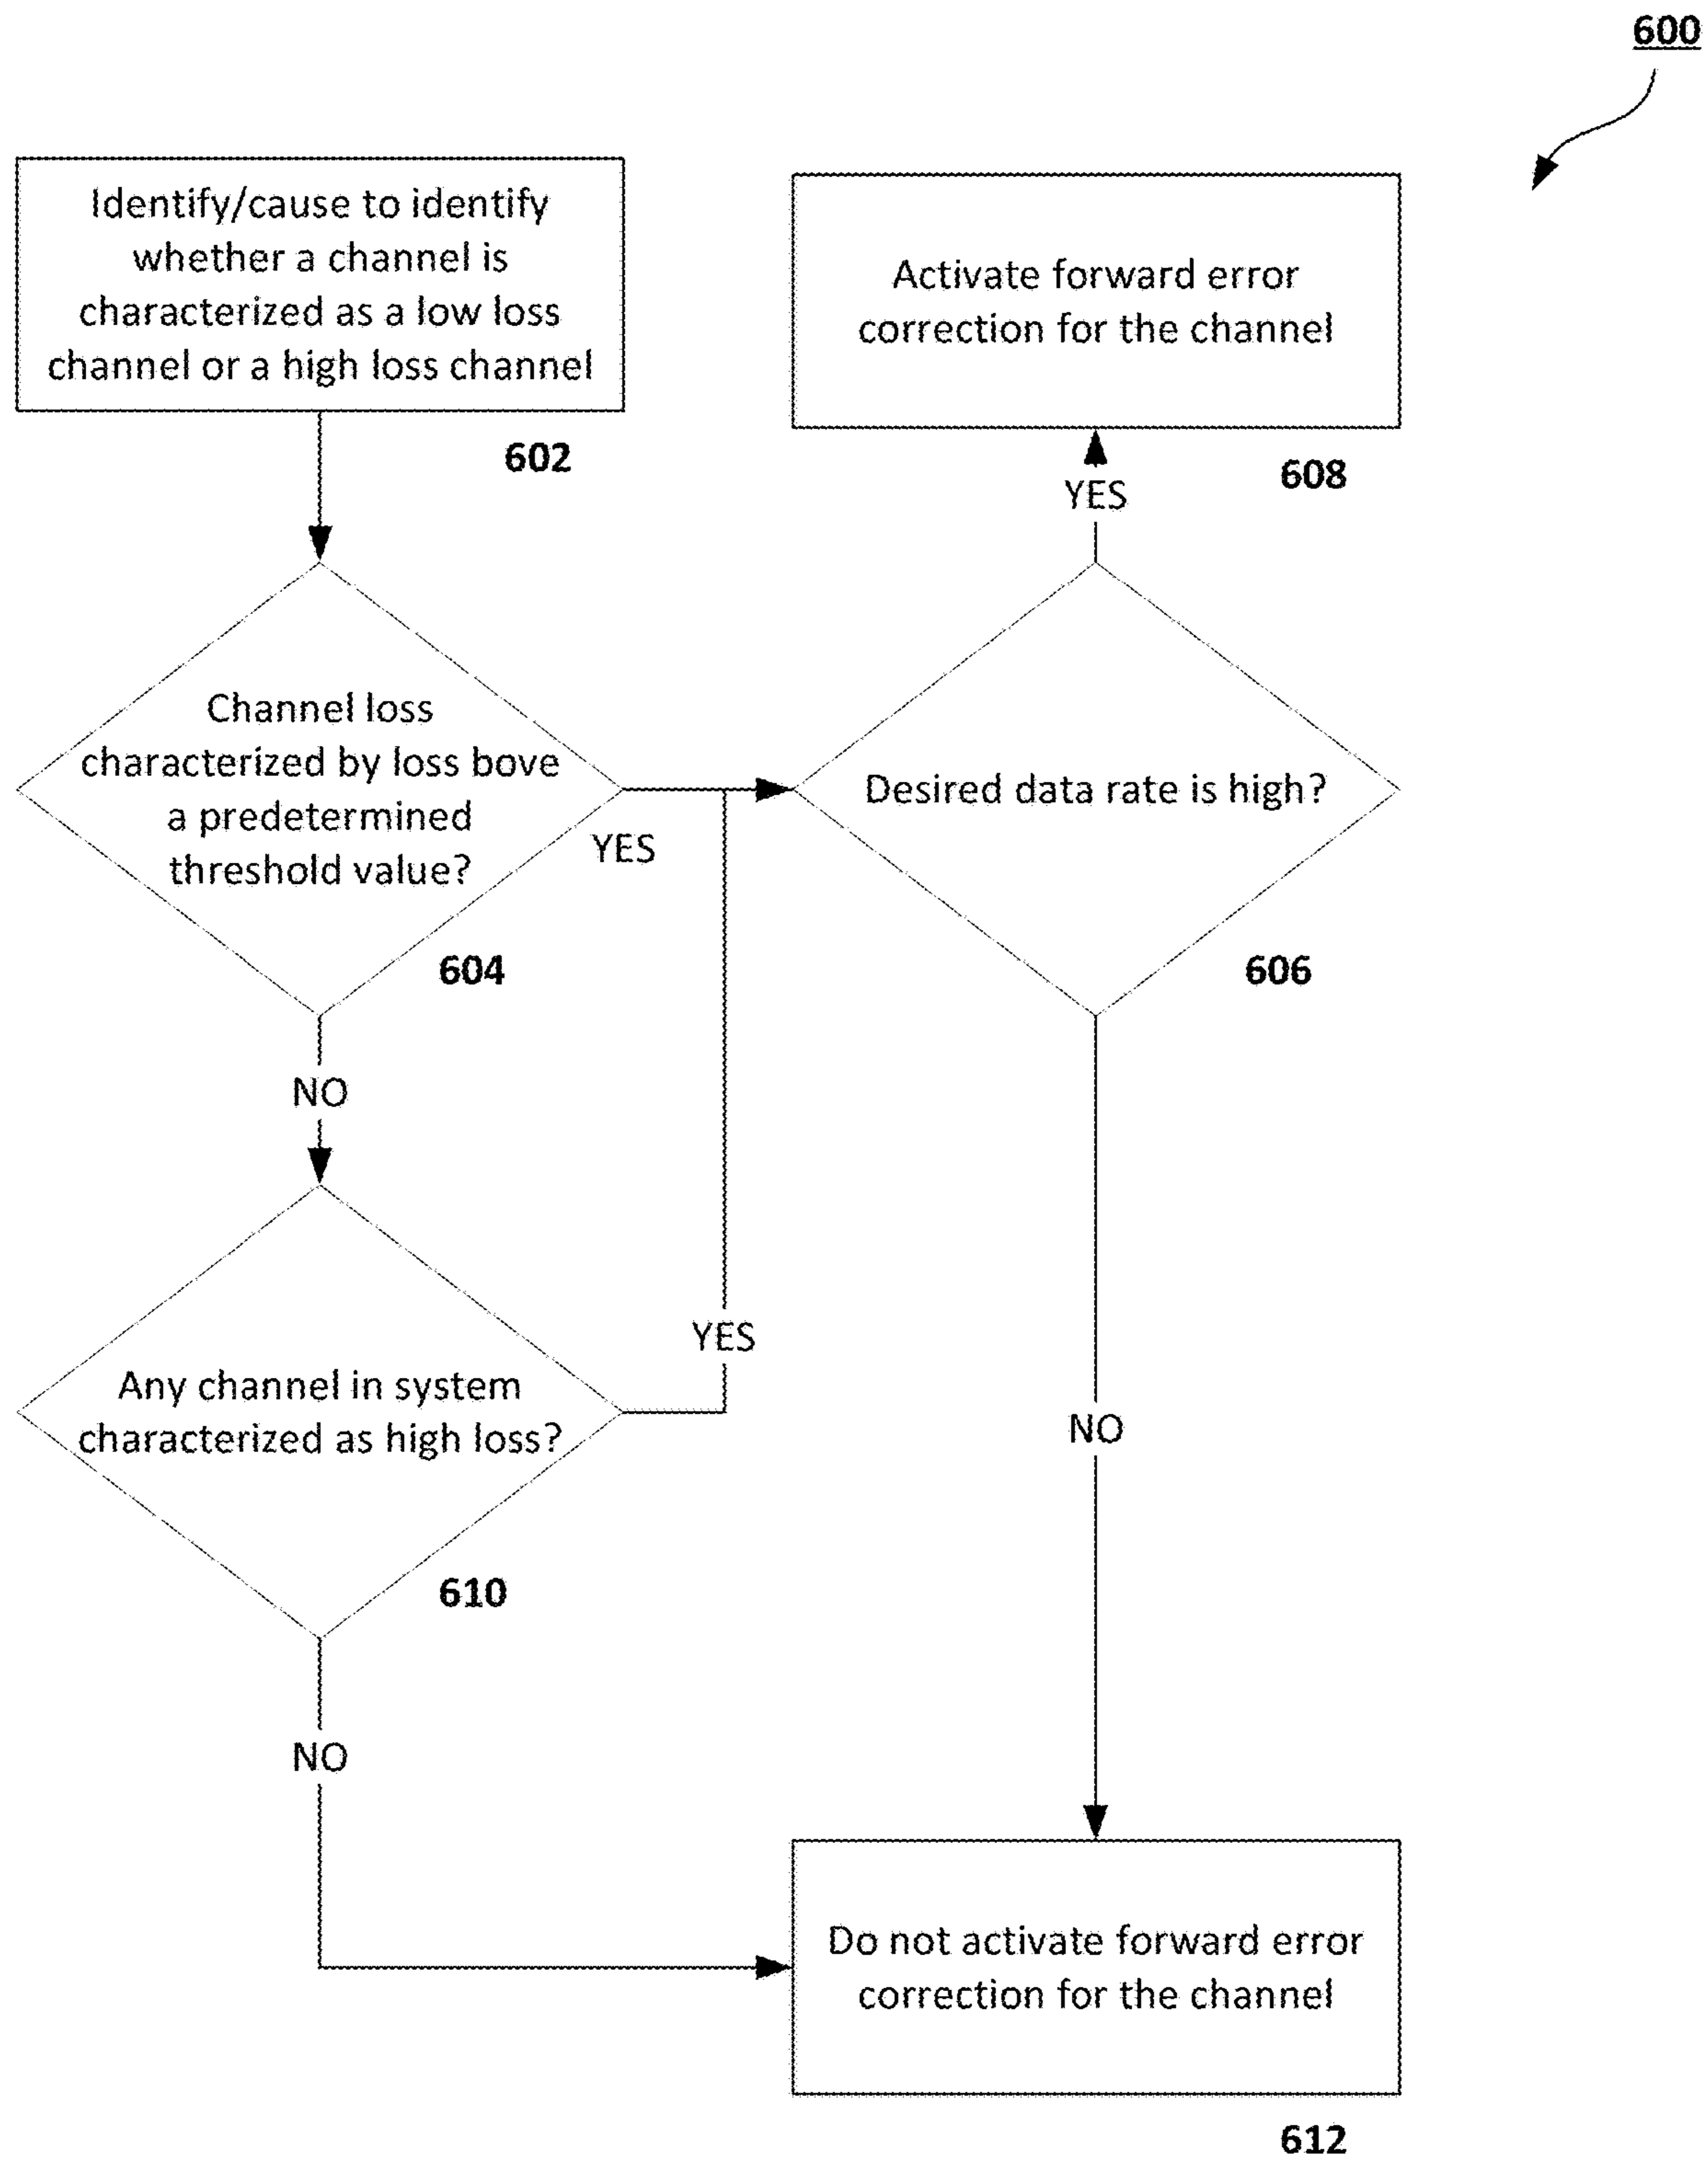 600
Identify/cause to identify
whether a channel is
characterized as a low loss
channel or a high loss channel
602
Activate forward error
correction for the channel
608
YES
Channel loss
characterized by loss bove
a predetermined
threshold value?
YES
604
Desired data rate is high?
606
NO
Any channel in system
characterized as high loss?
YES
610
NO
NO
Do not activate forward error
correction for the channel
612